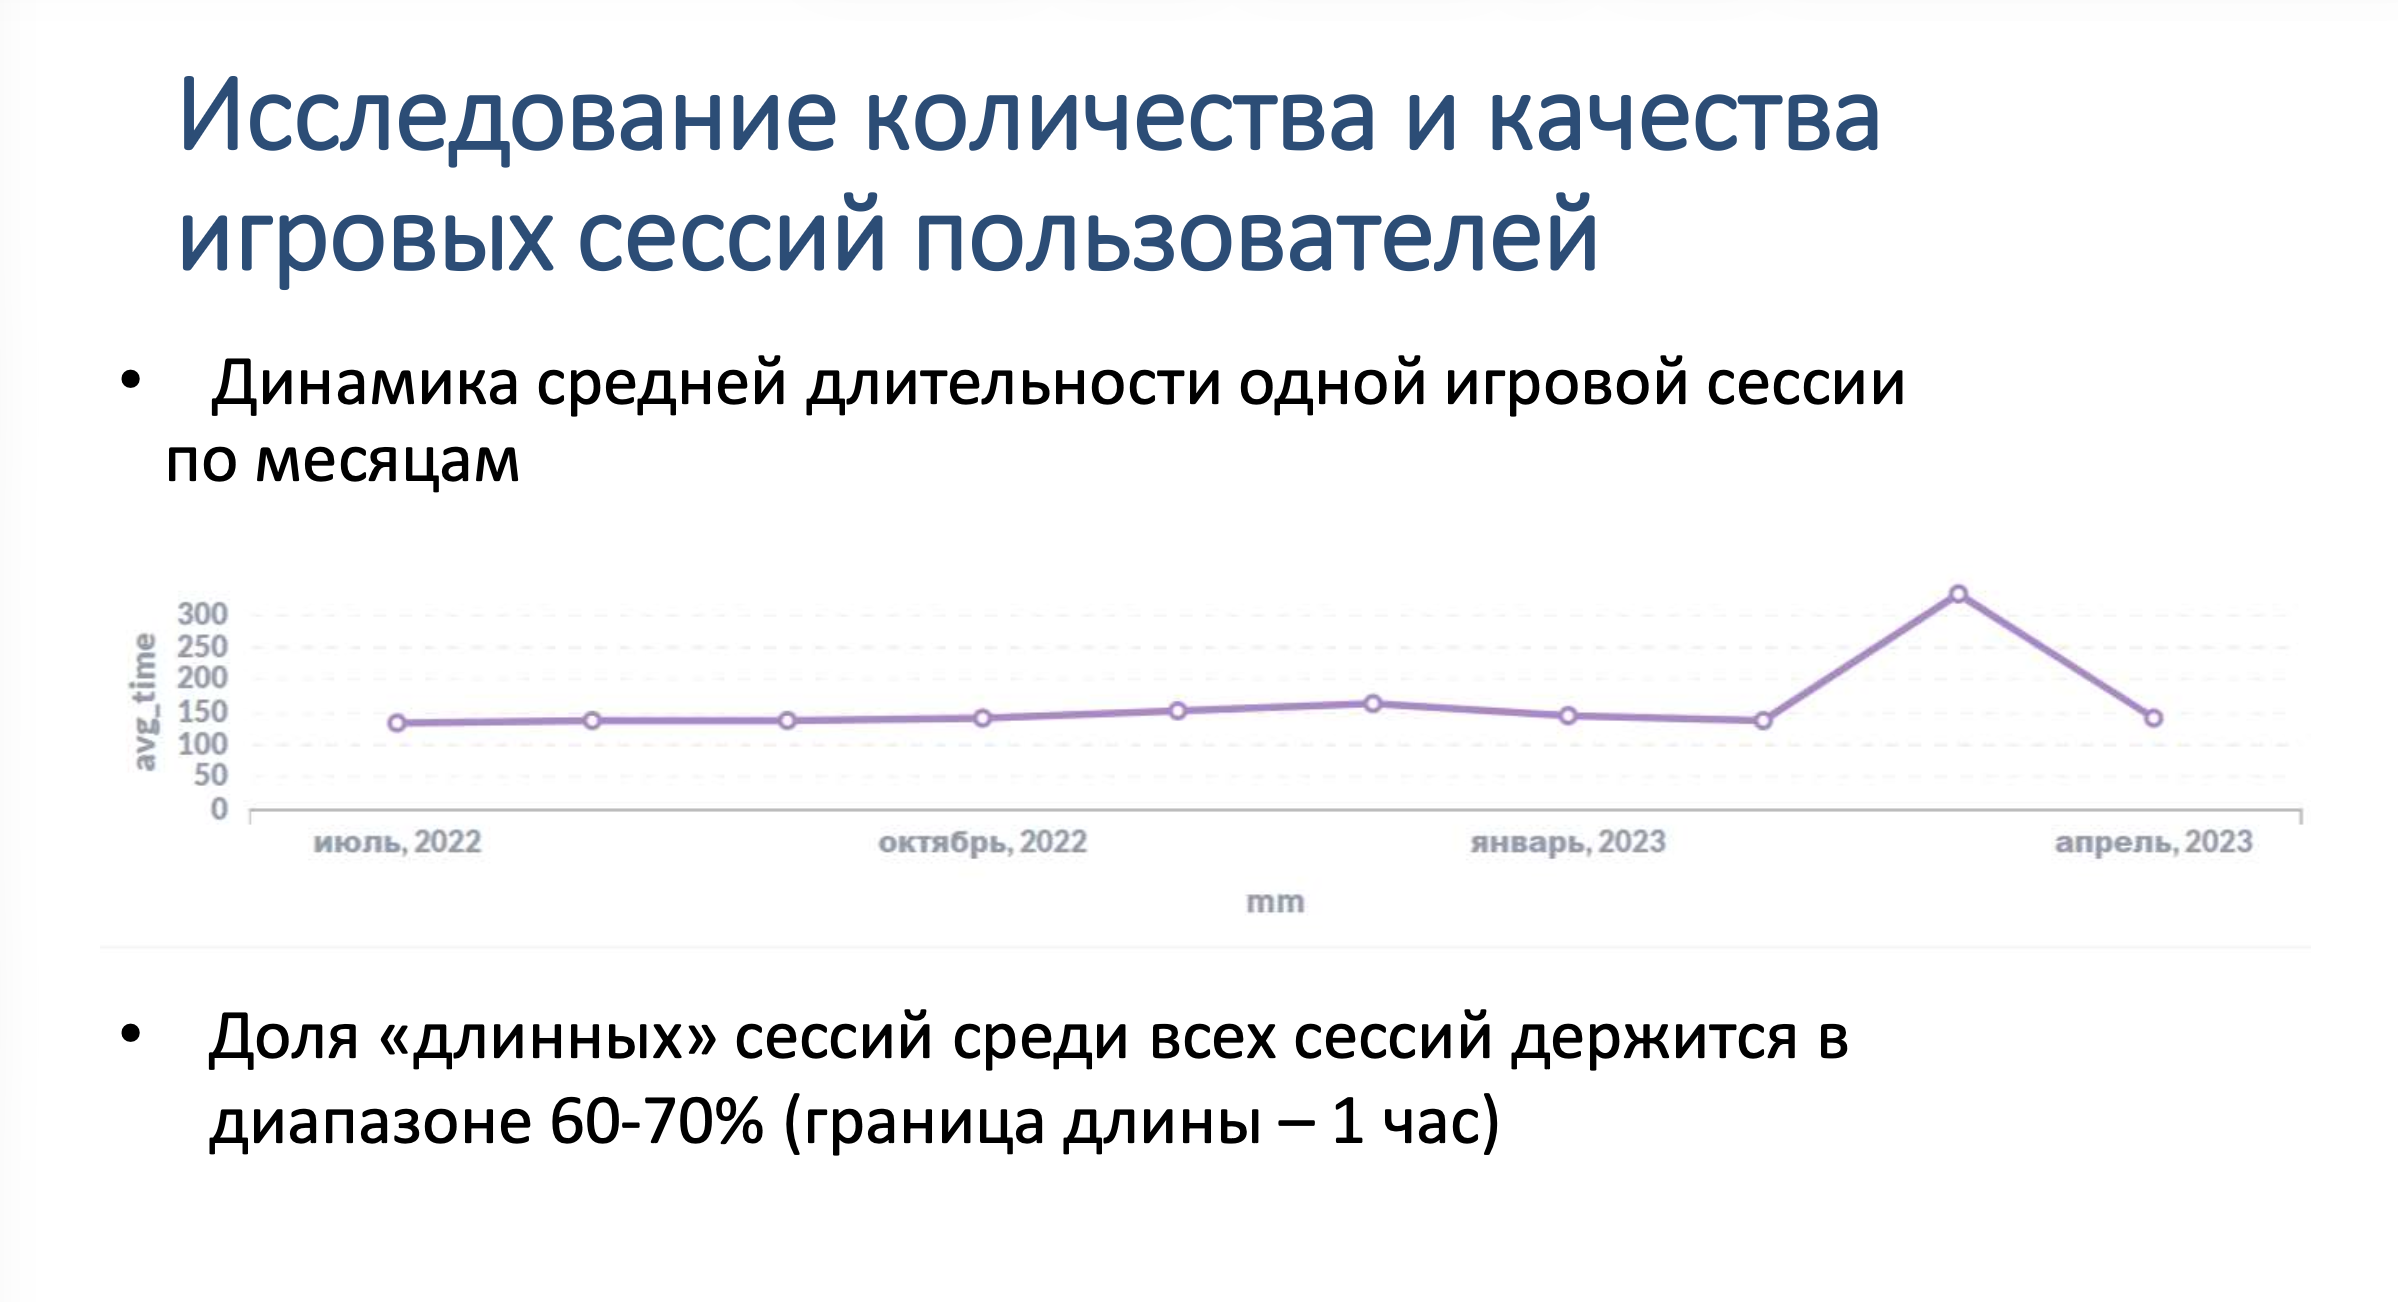 Исследование количества и качества
игровых сессий пользователей
• Динамика средней длительности одной игровой сессии
по месяцам
avg_time
300
250
200
150
100
50
0
июль, 2022 октябрь, 2022 январь, 2023 апрель, 2023
mm
• Доля «длинных» сессий среди всех сессий держится в
диапазоне 60-70% (граница длины – 1 час)